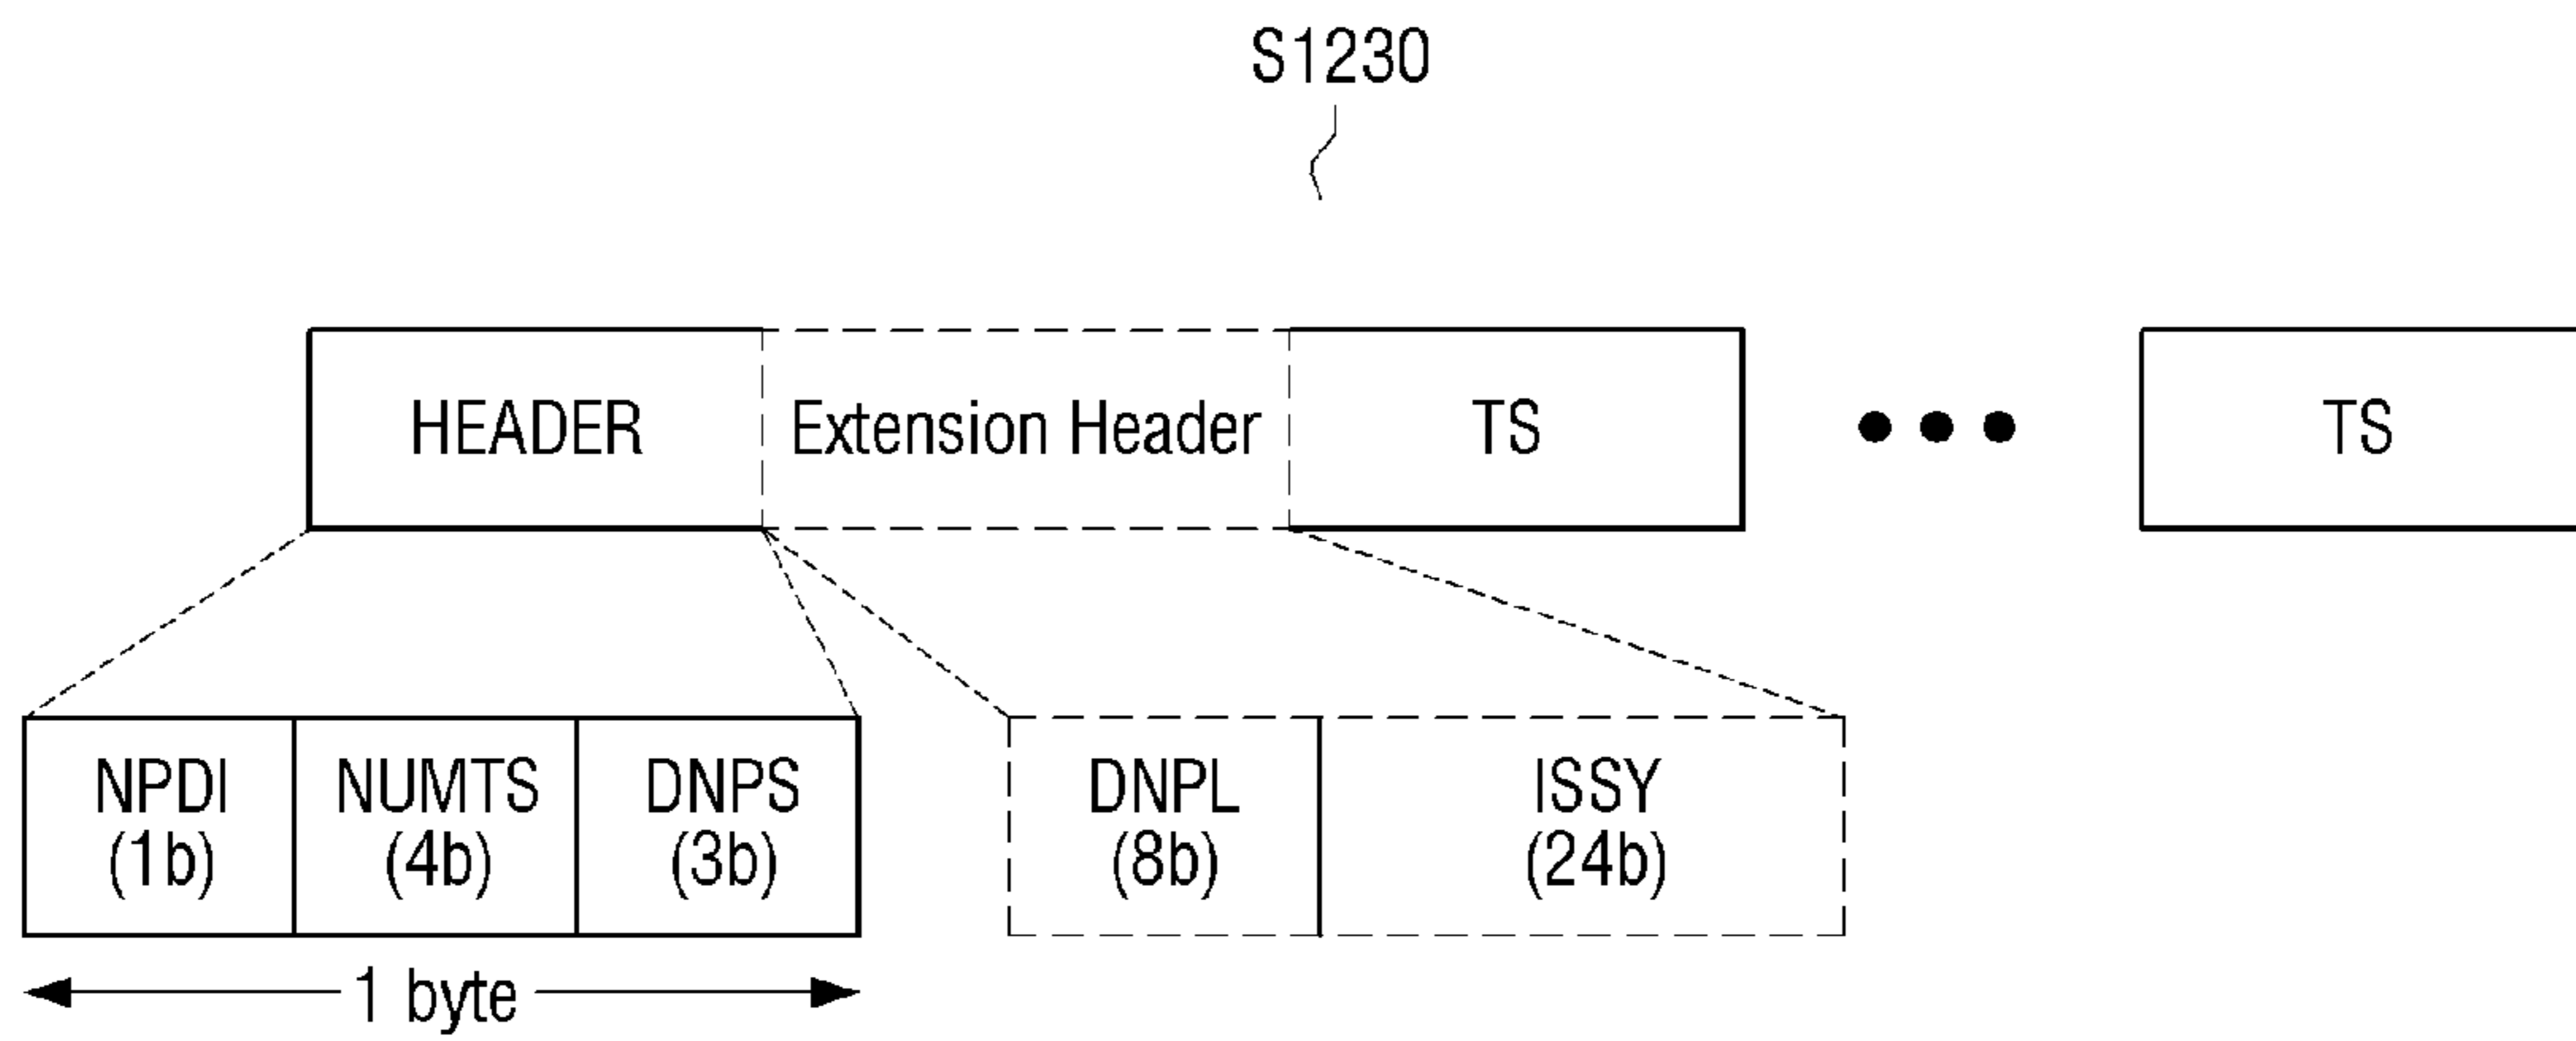 S1230
HEADER Extension Header TS TS
NPDI NUMTS DNPS DNPL ISSY
(1b) (4b) (3b) (8b) (24b)
1 byte